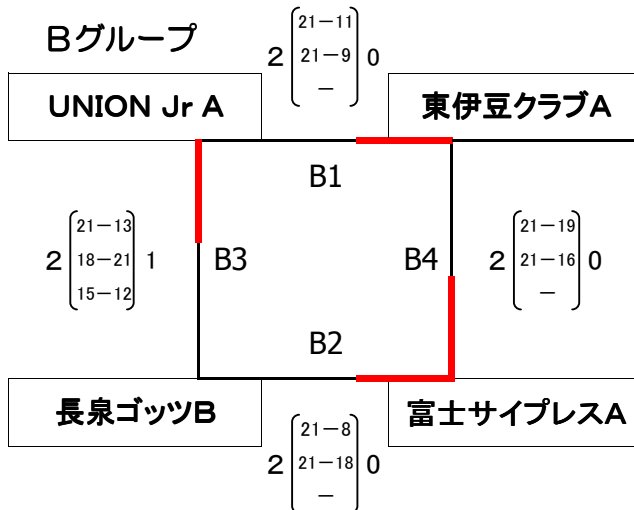 Bグループ
2 21-11 0
21-9
-
UNION Jr A
東伊豆クラブA
B1
2 21-13 1
18-21
15-12
B3
B4
2 21-19 0
21-16
-
B2
長泉ゴッツB
富士サイプレスA
2 21-8 0
21-18
-